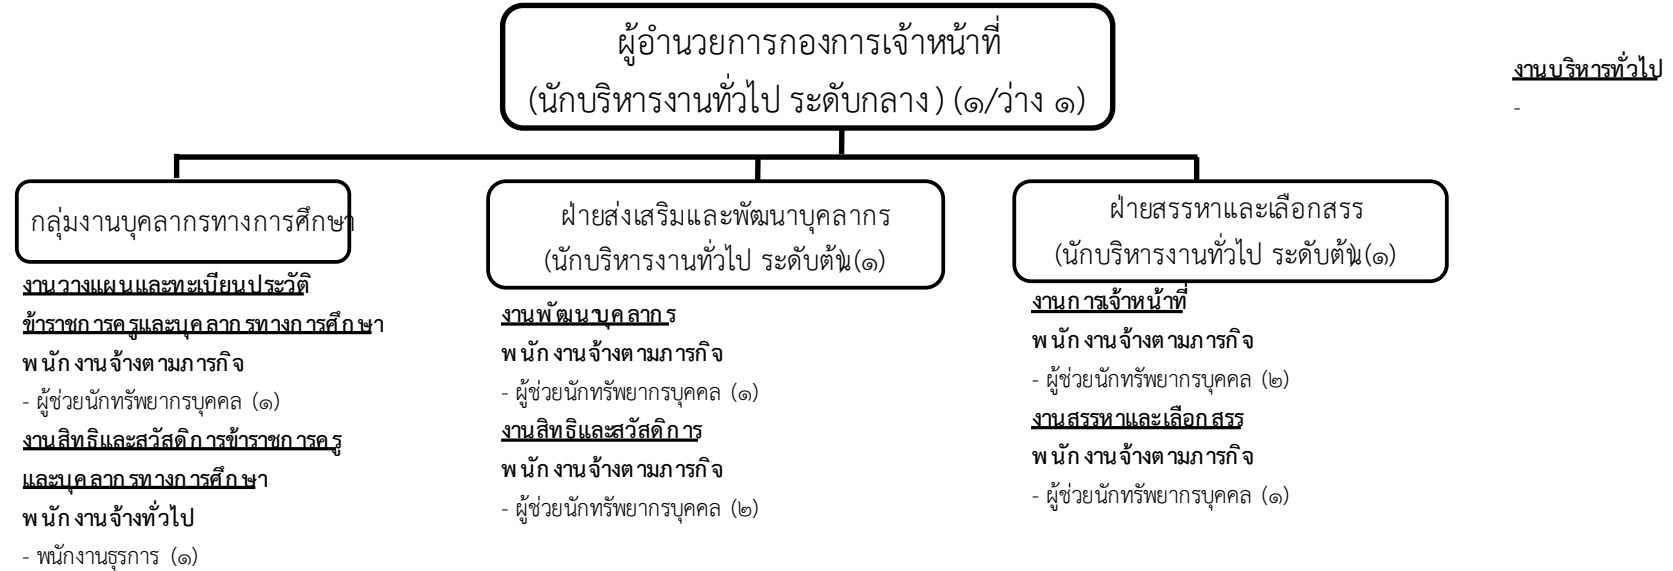 ผู้อำนวยการกองการเจ้าหน้าที่
(นักบริหารงานทั่วไป ระดับกลาง) (๑/ว่าง ๑)
งานบริหารทั่วไป
-
กลุ่มงานบุคลากรทางการศึกษา
งานวางแผนและทะเบียนประวัติ
ข้าราชการครูและบุคลากรทางการศึกษา
พนักงานจ้างตามภารกิจ
- ผู้ช่วยนักทรัพยากรบุคคล (๑)
งานสิทธิและสวัสดิการข้าราชการครู
และบุคลากรทางการศึกษา
พนักงานจ้างทั่วไป
- พนักงานธุรการ (๑)
ฝ่ายส่งเสริมและพัฒนาบุคลากร
(นักบริหารงานทั่วไป ระดับต้น) (๑)
งานพัฒนาบุคลากร
พนักงานจ้างตามภารกิจ
- ผู้ช่วยนักทรัพยากรบุคคล (๑)
งานสิทธิและสวัสดิการ
พนักงานจ้างตามภารกิจ
- ผู้ช่วยนักทรัพยากรบุคคล (๒)
ฝ่ายสรรหาและเลือกสรร
(นักบริหารงานทั่วไป ระดับต้น) (๑)
งานการเจ้าหน้าที่
พนักงานจ้างตามภารกิจ
- ผู้ช่วยนักทรัพยากรบุคคล (๒)
งานสรรหาและเลือกสรร
พนักงานจ้างตามภารกิจ
- ผู้ช่วยนักทรัพยากรบุคคล (๑)